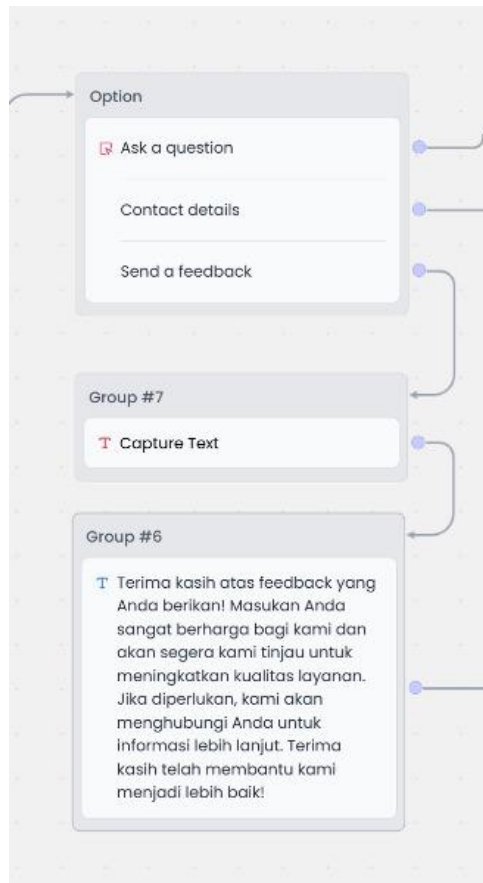 Option
Ask a question
Contact details
Send a feedback
Group #7
Capture Text
Group #6
Terima kasih atas feedback yang
Anda berikan! Masukan Anda
sangat berharga bagi kami dan
akan segera kami tinjau untuk
meningkatkan kualitas layanan.
Jika diperlukan, kami akan
menghubungi Anda untuk
informasi lebih lanjut. Terima
kasih telah membantu kami
menjadi lebih baik!